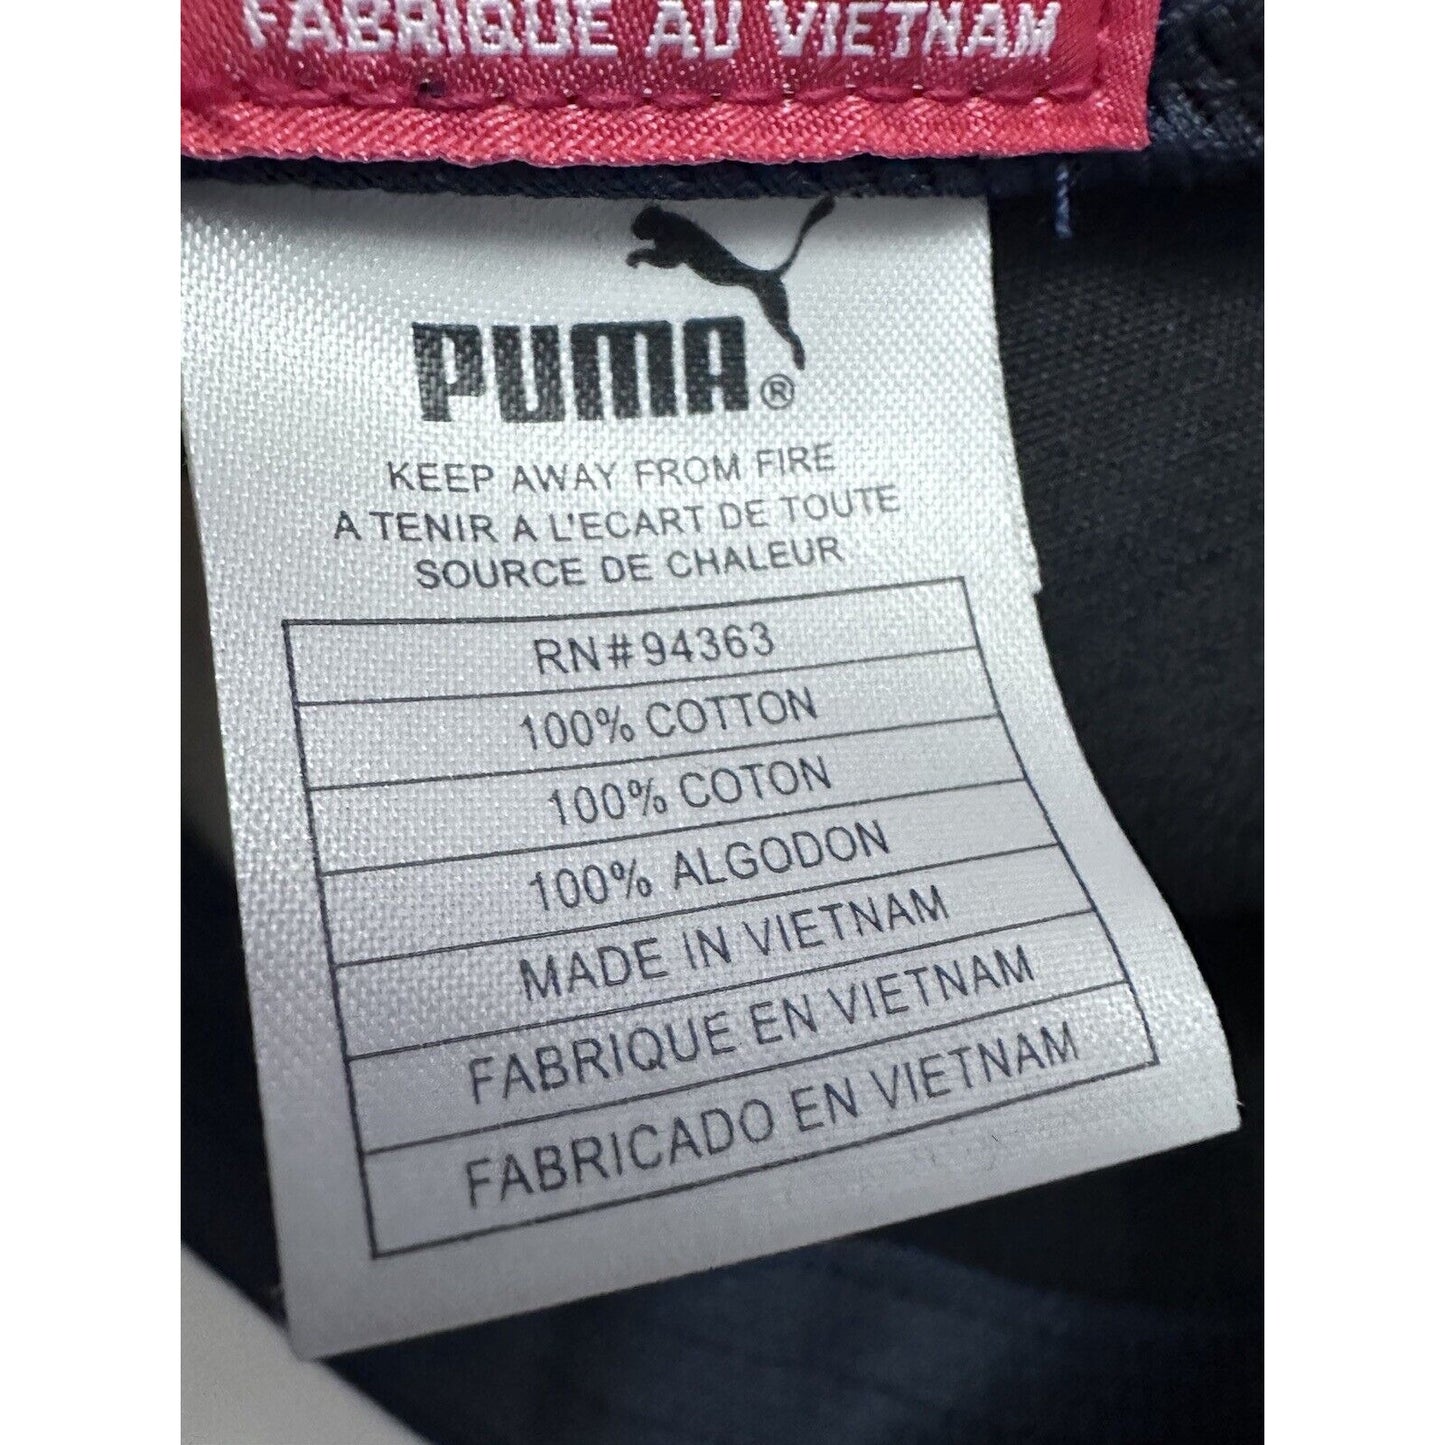 FABRIQUE AU VIETNAM
PUMA®
KEEP AWAY FROM FIRE
A TENIR A L'ECART DE TOUTE
SOURCE DE CHALEUR
RN#94363
100% COTTON
100% COTON
100% ALGODON
MADE IN VIETNAM
FABRIQUE EN VIETNAM
FABRICADO EN VIETNAM